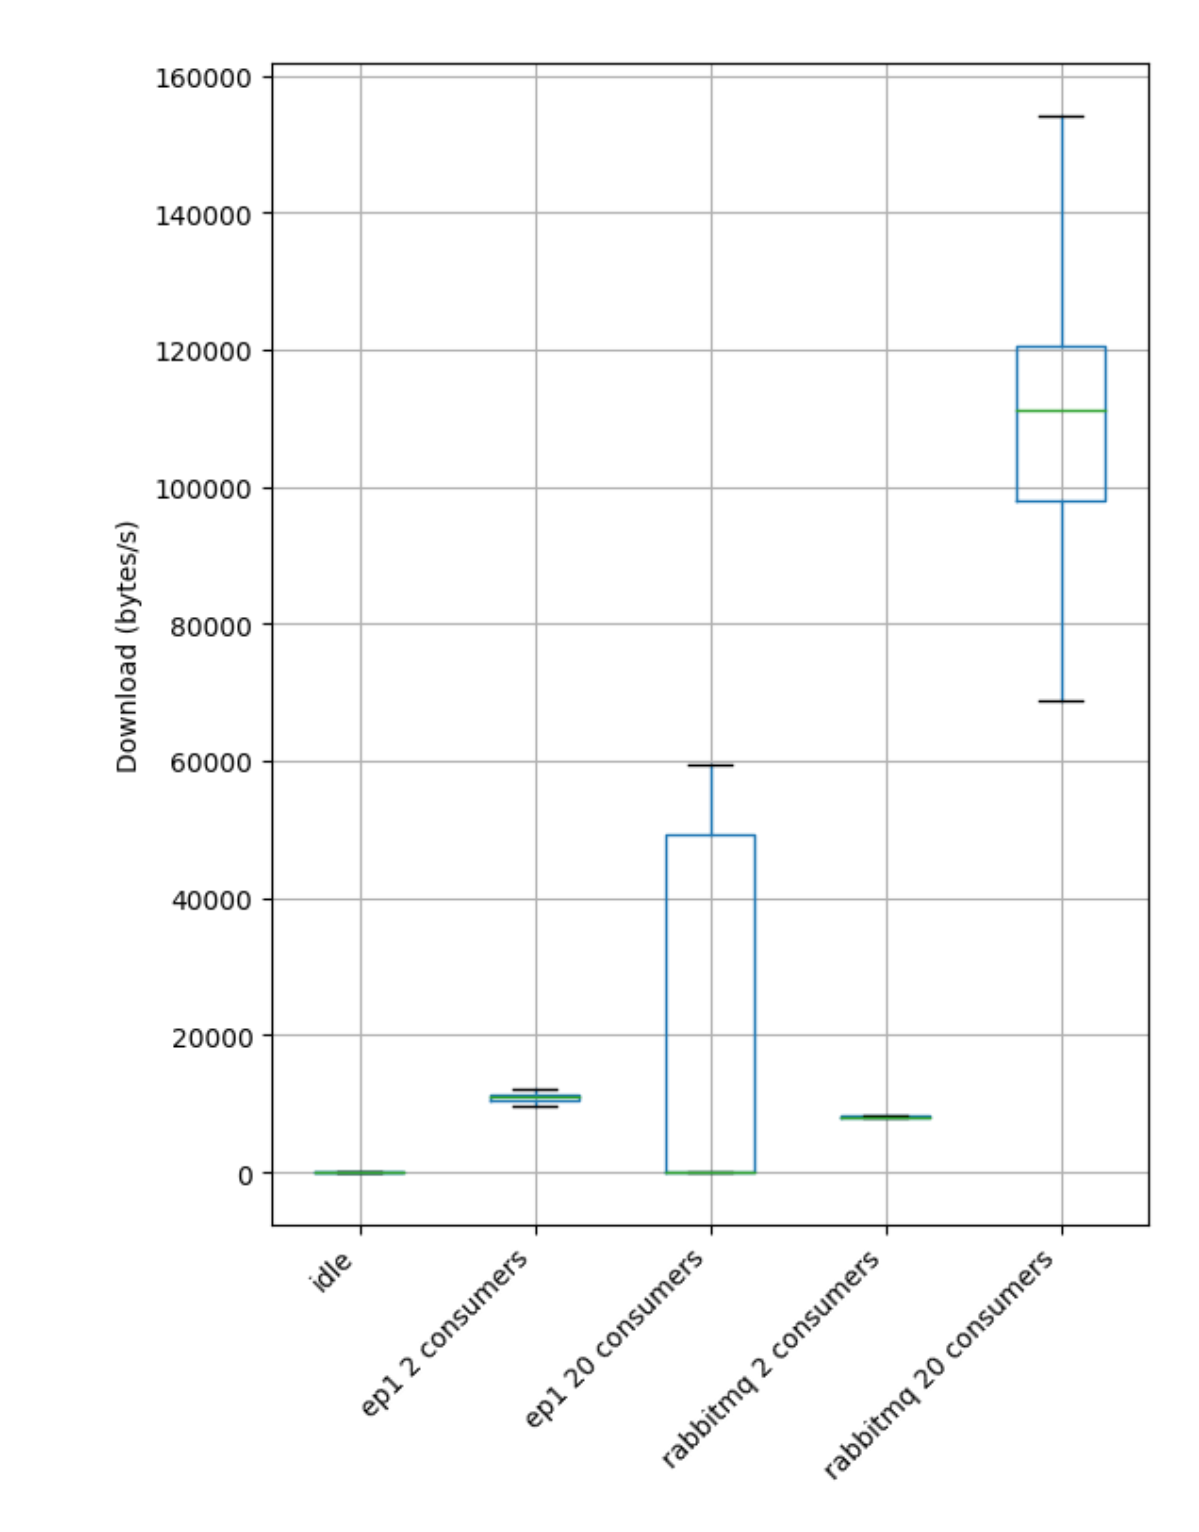 160000
140000
120000
100000
80000
60000
40000
20000
0
Download (bytes/s)
idle
ep1 2 consumers
ep1 20 consumers
rabbitmq 2 consumers
rabbitmq 20 consumers